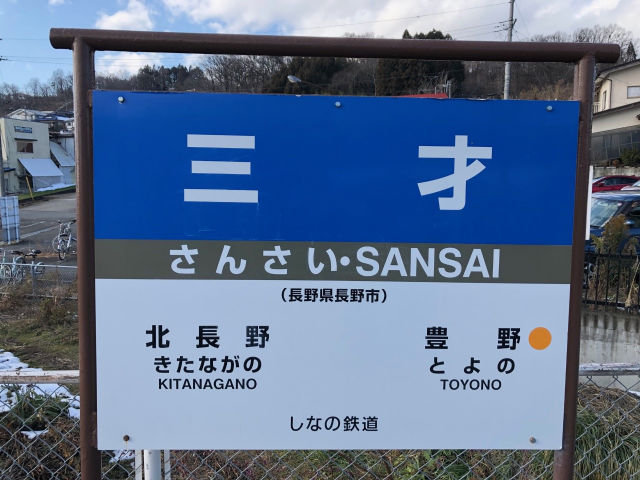 三才
さんさい・SANSAI
（長野県長野市）
北長野 豊野
きたながの とよの
KITANAGANO TOYONO
しなの鉄道